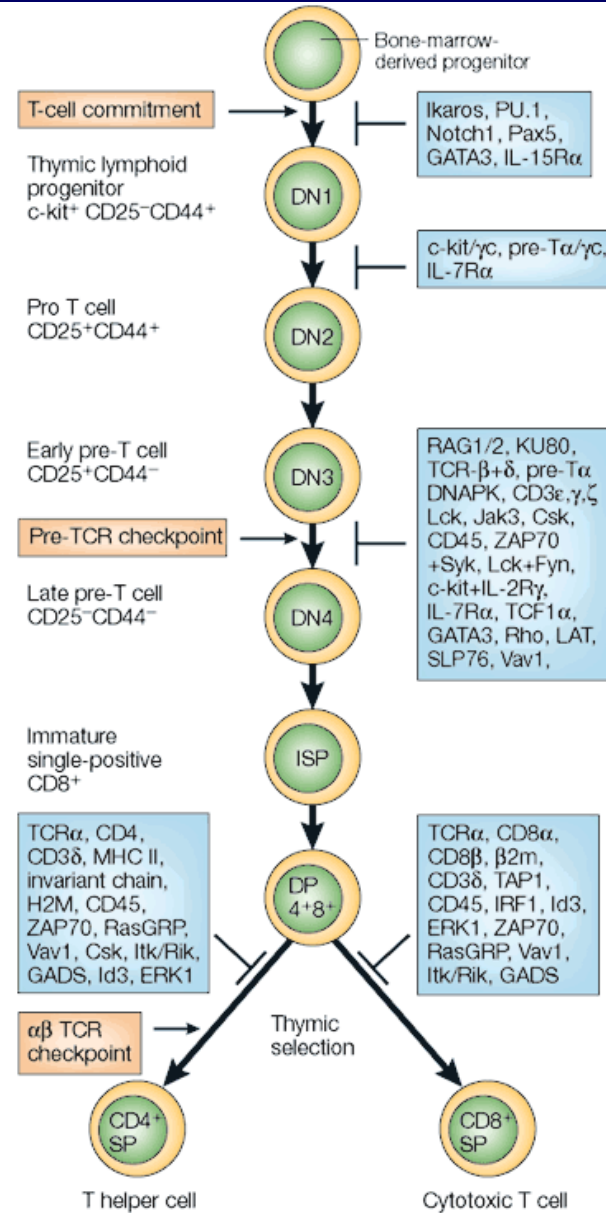 Bone-marrow-
derived progenitor
T-cell commitment
Ikaros, PU.1,
Notch1, Pax5,
GATA3, IL-15Rα
Thymic lymphoid
progenitor
c-kit⁺ CD25⁻CD44⁺
DN1
c-kit/γc, pre-Tα/γc,
IL-7Rα
Pro T cell
CD25⁺CD44⁺
DN2
Early pre-T cell
CD25⁺CD44⁻
DN3
RAG1/2, KU80,
TCR-β+δ, pre-Tα
DNAPK, CD3ε,γ,ζ
Lck, Jak3, Csk,
CD45, ZAP70
+Syk, Lck+Fyn,
c-kit+IL-2Rγ,
IL-7Rα, TCF1α,
GATA3, Rho, LAT,
SLP76, Vav1,
Pre-TCR checkpoint
Late pre-T cell
CD25⁻CD44⁻
DN4
Immature
single-positive
CD8⁺
ISP
TCRα, CD4,
CD3δ, MHC II,
invariant chain,
H2M, CD45,
ZAP70, RasGRP,
Vav1, Csk, Itk/Rik,
GADS, Id3, ERK1
DP
4⁺8⁺
TCRα, CD8α,
CD8β, β2m,
CD3δ, TAP1,
CD45, IRF1, Id3,
ERK1, ZAP70,
RasGRP, Vav1,
Itk/Rik, GADS
αβ TCR
checkpoint
Thymic
selection
CD4⁺
SP
CD8⁺
SP
T helper cell
Cytotoxic T cell